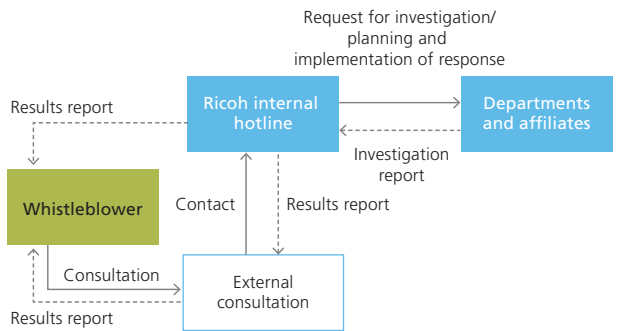 Request for investigation/
planning and
implementation of response
Results report
Ricoh internal
hotline
Departments
and affiliates
Investigation
report
Whistleblower
Contact
Results report
Consultation
External
consultation
Results report